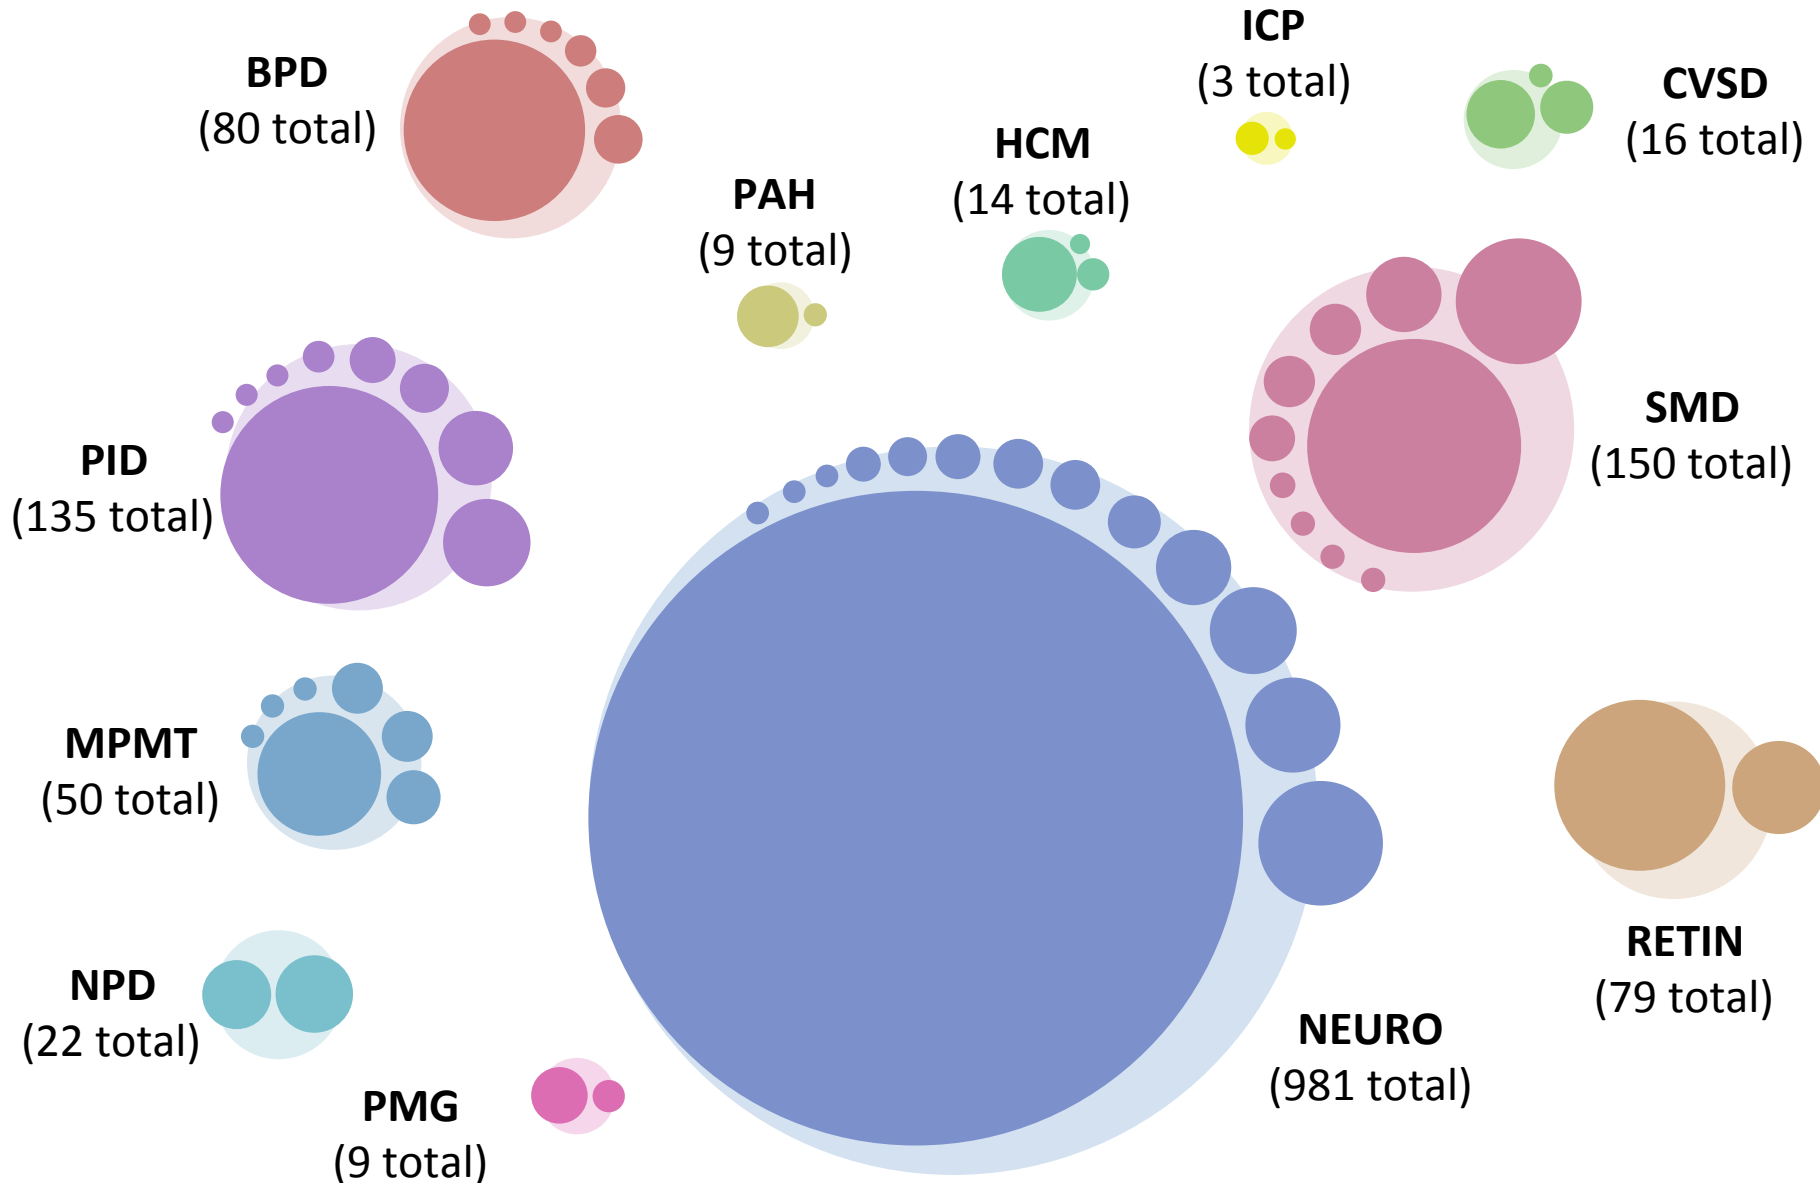 BPD
(80 total)
ICP
(3 total)
CVSD
(16 total)
HCM
(14 total)
PAH
(9 total)
PID
(135 total)
SMD
(150 total)
MPMT
(50 total)
NPD
(22 total)
RETIN
(79 total)
NEURO
(981 total)
PMG
(9 total)